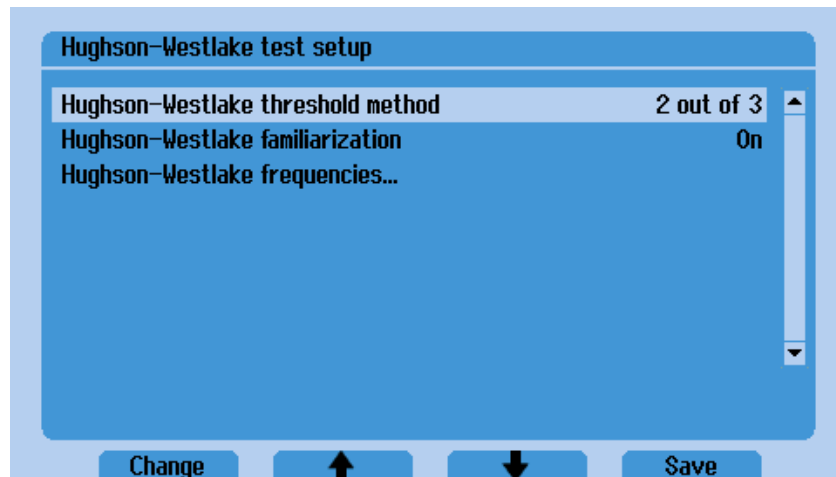 Hughson-Westlake test setup
Hughson-Westlake threshold method 2 out of 3
Hughson-Westlake familiarization On
Hughson-Westlake frequencies...
Change Save